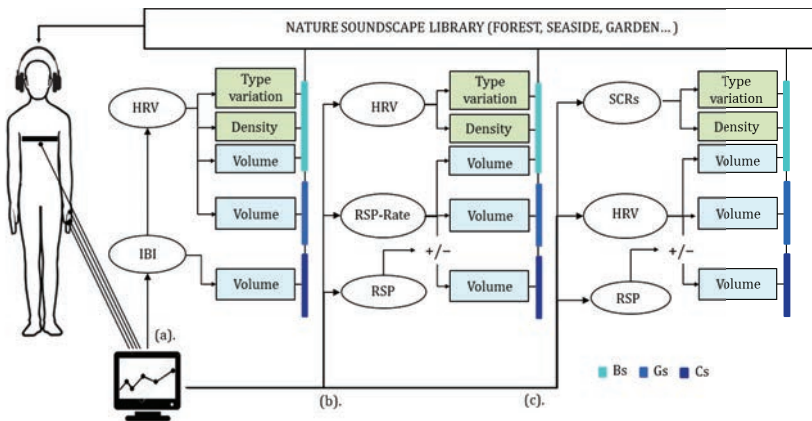 NATURE SOUNDSCAPE LIBRARY (FOREST, SEASIDE, GARDEN…)
HRV
Type
variation
Density
Volume
Volume
IBI
Volume
(a).
HRV
Type
variation
Density
Volume
RSP-Rate
Volume
+/−
RSP
Volume
(b).
SCRs
Type
variation
Density
Volume
HRV
Volume
+/−
RSP
Volume
(c).
Bs
Gs
Cs